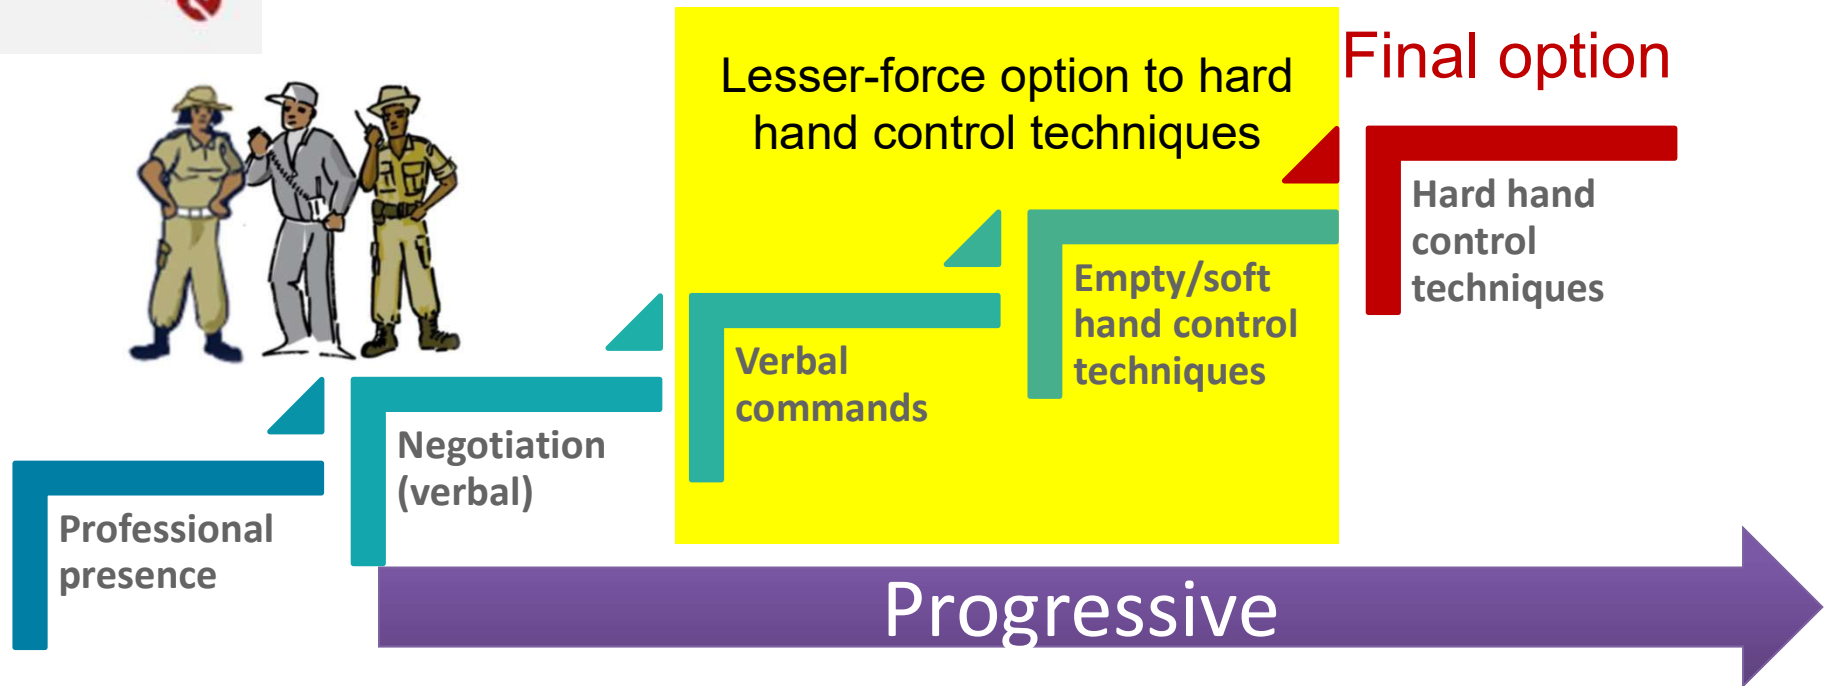 Lesser-force option to hard
hand control techniques
Final option
Hard hand
control
techniques
Empty/soft
hand control
techniques
Verbal
commands
Negotiation
(verbal)
Professional
presence
Progressive